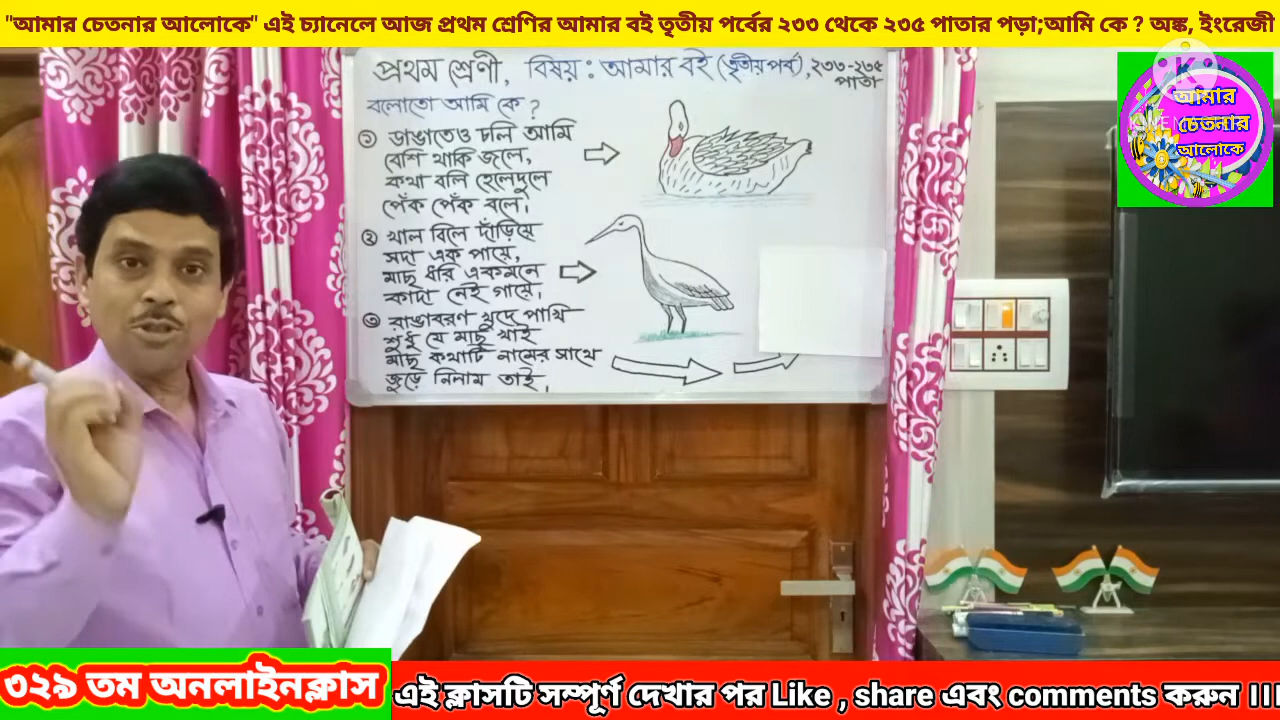 "আমার চেতনার আলোকে" এই চ্যানেলে আজ প্রথম শ্রেণির আমার বই তৃতীয় পর্বের ২৩৩ থেকে ২৩৫ পাতার পড়া;আমি কে ? অঙ্ক, ইংরেজী
প্রথম শ্রেণী, বিষয় : আমার বই (তৃতীয় পর্ব), ২৩৩-২৩৫
পাতা
বলোতো আমি কে ?
① ডাঙাতেও চলি আমি
বেশি থাকি জলে,
কথা বলি হেলেদুলে
পেঁক পেঁক বলে।
② খাল বিলে দাঁড়িয়ে
সদা এক পায়ে,
মাছ ধরি একমনে
কাদা নেই গায়ে।
③ রাঙাবরণ খুদে পাখি
শুধু যে মাছ খাই
মাছ কথাটি নামের সাথে
জুড়ে নিলাম তাই।
আমার
চেতনার
আলোকে
৩২৯ তম অনলাইনক্লাস
এই ক্লাসটি সম্পূর্ণ দেখার পর Like , share এবং comments করুন ।।।